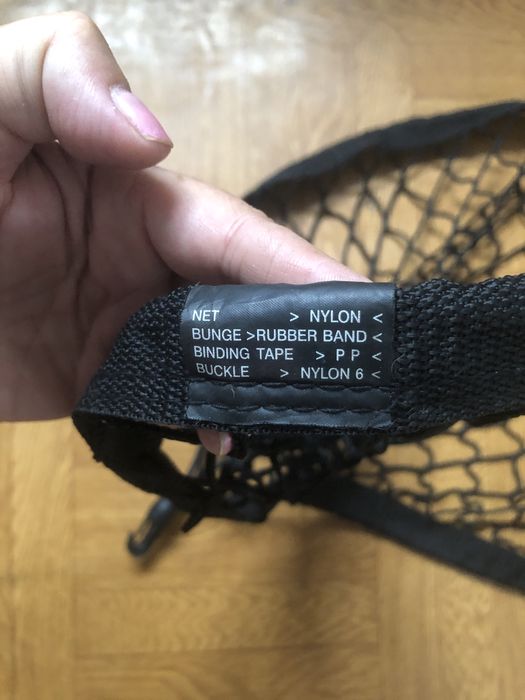 NET > NYLON <
BUNGE >RUBBER BAND <
BINDING TAPE > P P <
BUCKLE > NYLON 6 <